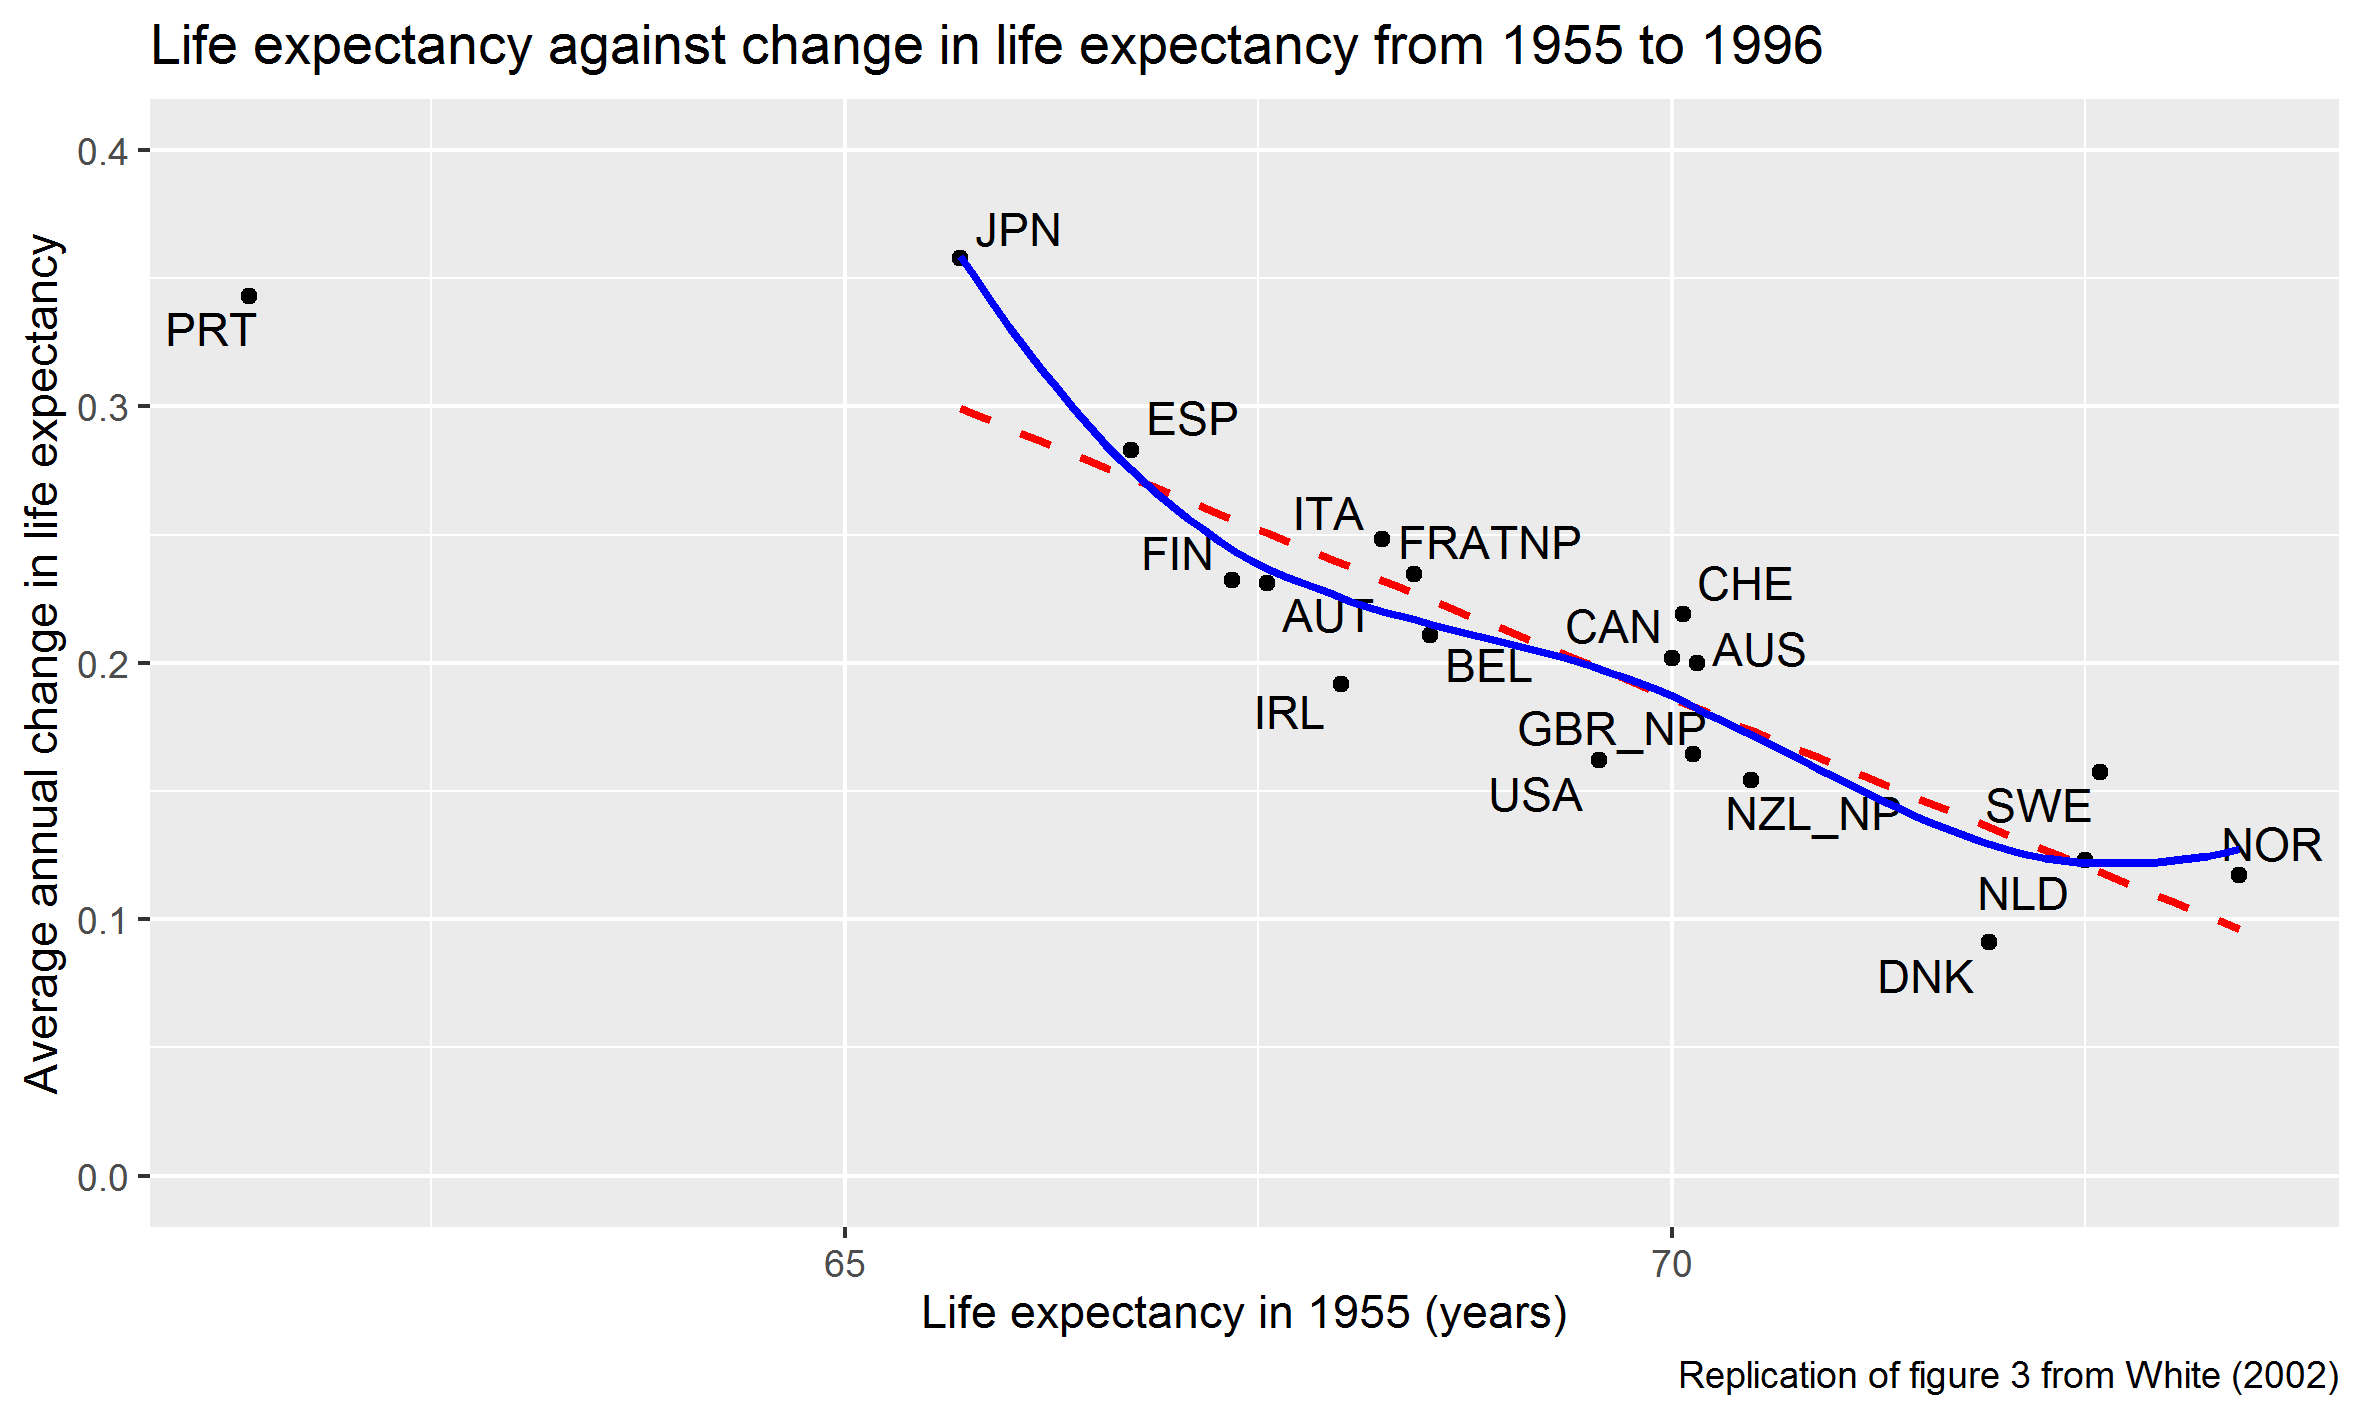 Life expectancy against change in life expectancy from 1955 to 1996
Average annual change in life expectancy
0.4
0.3
0.2
0.1
0.0
JPN
PRT
ESP
ITA
FRATNP
FIN
CHE
AUT
CAN
AUS
BEL
IRL
GBR_NP
USA
SWE
NZL_NP
NOR
NLD
DNK
65
70
Life expectancy in 1955 (years)
Replication of figure 3 from White (2002)